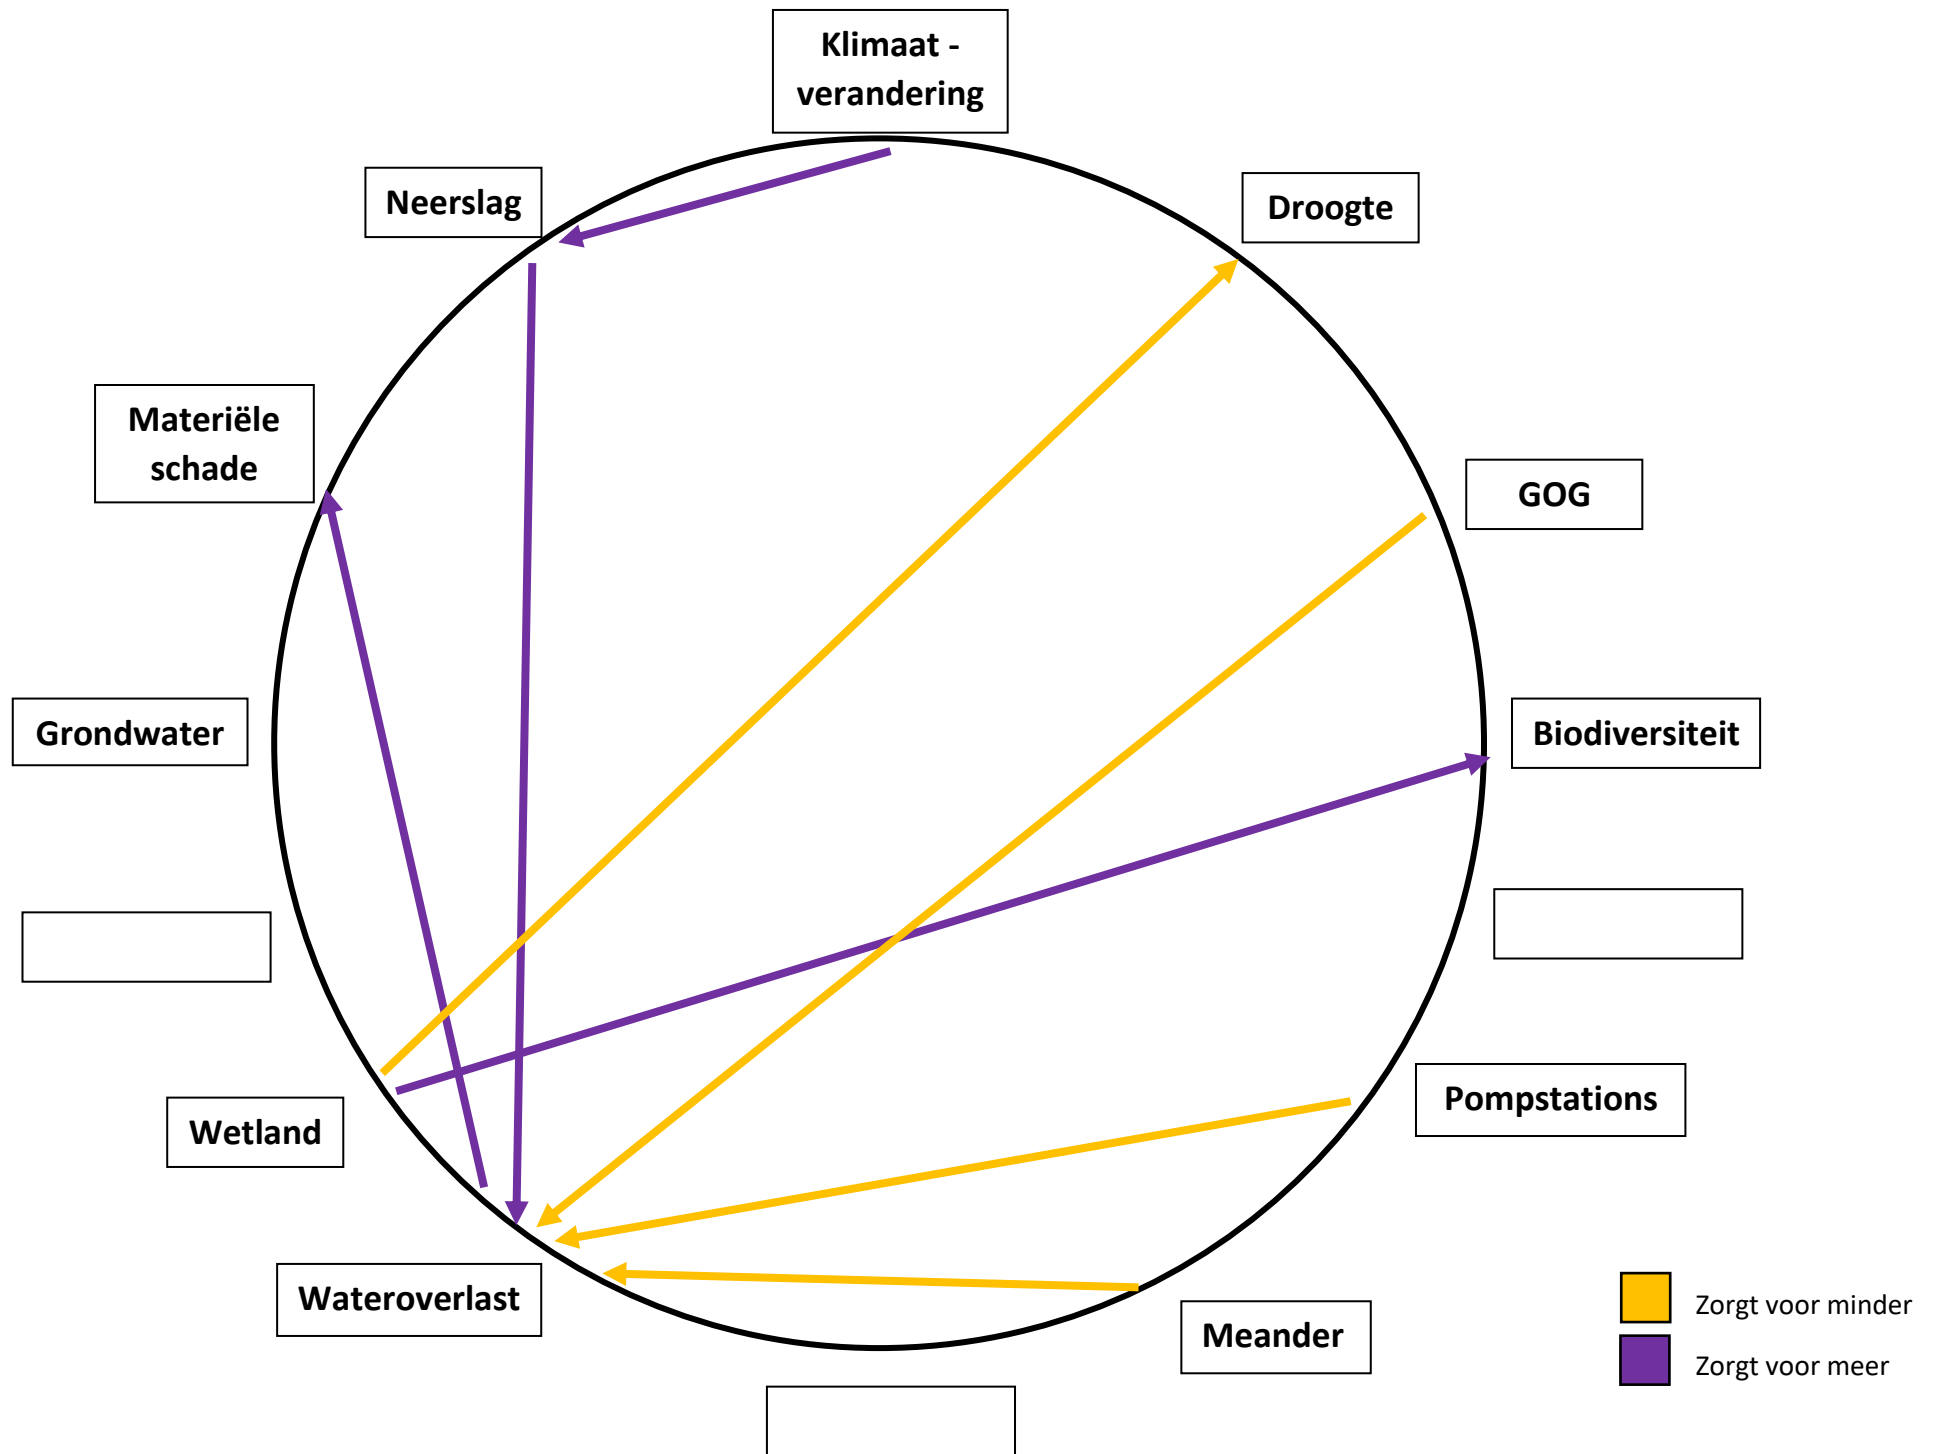 Klimaat -
verandering
Neerslag
Droogte
Materiële
schade
GOG
Grondwater
Biodiversiteit
Wetland
Pompstations
Wateroverlast
Meander
Zorgt voor minder
Zorgt voor meer